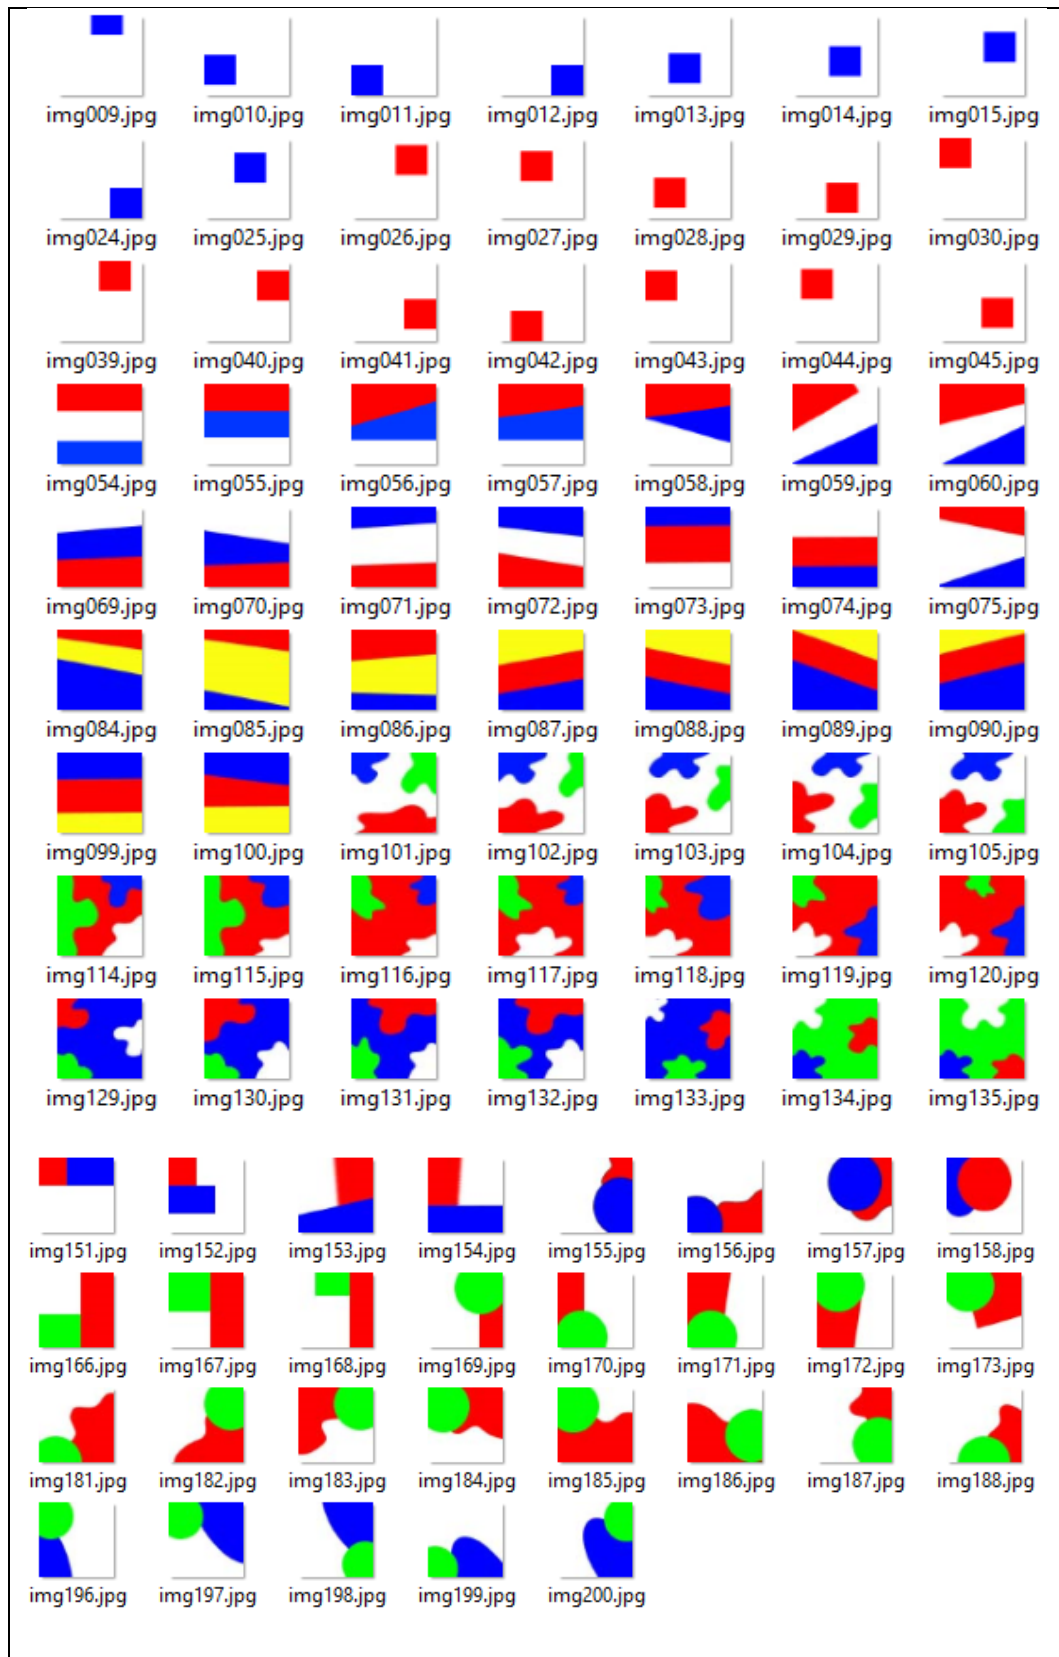 img009.jpg img010.jpg img011.jpg img012.jpg img013.jpg img014.jpg img015.jpg
img024.jpg img025.jpg img026.jpg img027.jpg img028.jpg img029.jpg img030.jpg
img039.jpg img040.jpg img041.jpg img042.jpg img043.jpg img044.jpg img045.jpg
img054.jpg img055.jpg img056.jpg img057.jpg img058.jpg img059.jpg img060.jpg
img069.jpg img070.jpg img071.jpg img072.jpg img073.jpg img074.jpg img075.jpg
img084.jpg img085.jpg img086.jpg img087.jpg img088.jpg img089.jpg img090.jpg
img099.jpg img100.jpg img101.jpg img102.jpg img103.jpg img104.jpg img105.jpg
img114.jpg img115.jpg img116.jpg img117.jpg img118.jpg img119.jpg img120.jpg
img129.jpg img130.jpg img131.jpg img132.jpg img133.jpg img134.jpg img135.jpg
img151.jpg img152.jpg img153.jpg img154.jpg img155.jpg img156.jpg img157.jpg img158.jpg
img166.jpg img167.jpg img168.jpg img169.jpg img170.jpg img171.jpg img172.jpg img173.jpg
img181.jpg img182.jpg img183.jpg img184.jpg img185.jpg img186.jpg img187.jpg img188.jpg
img196.jpg img197.jpg img198.jpg img199.jpg img200.jpg